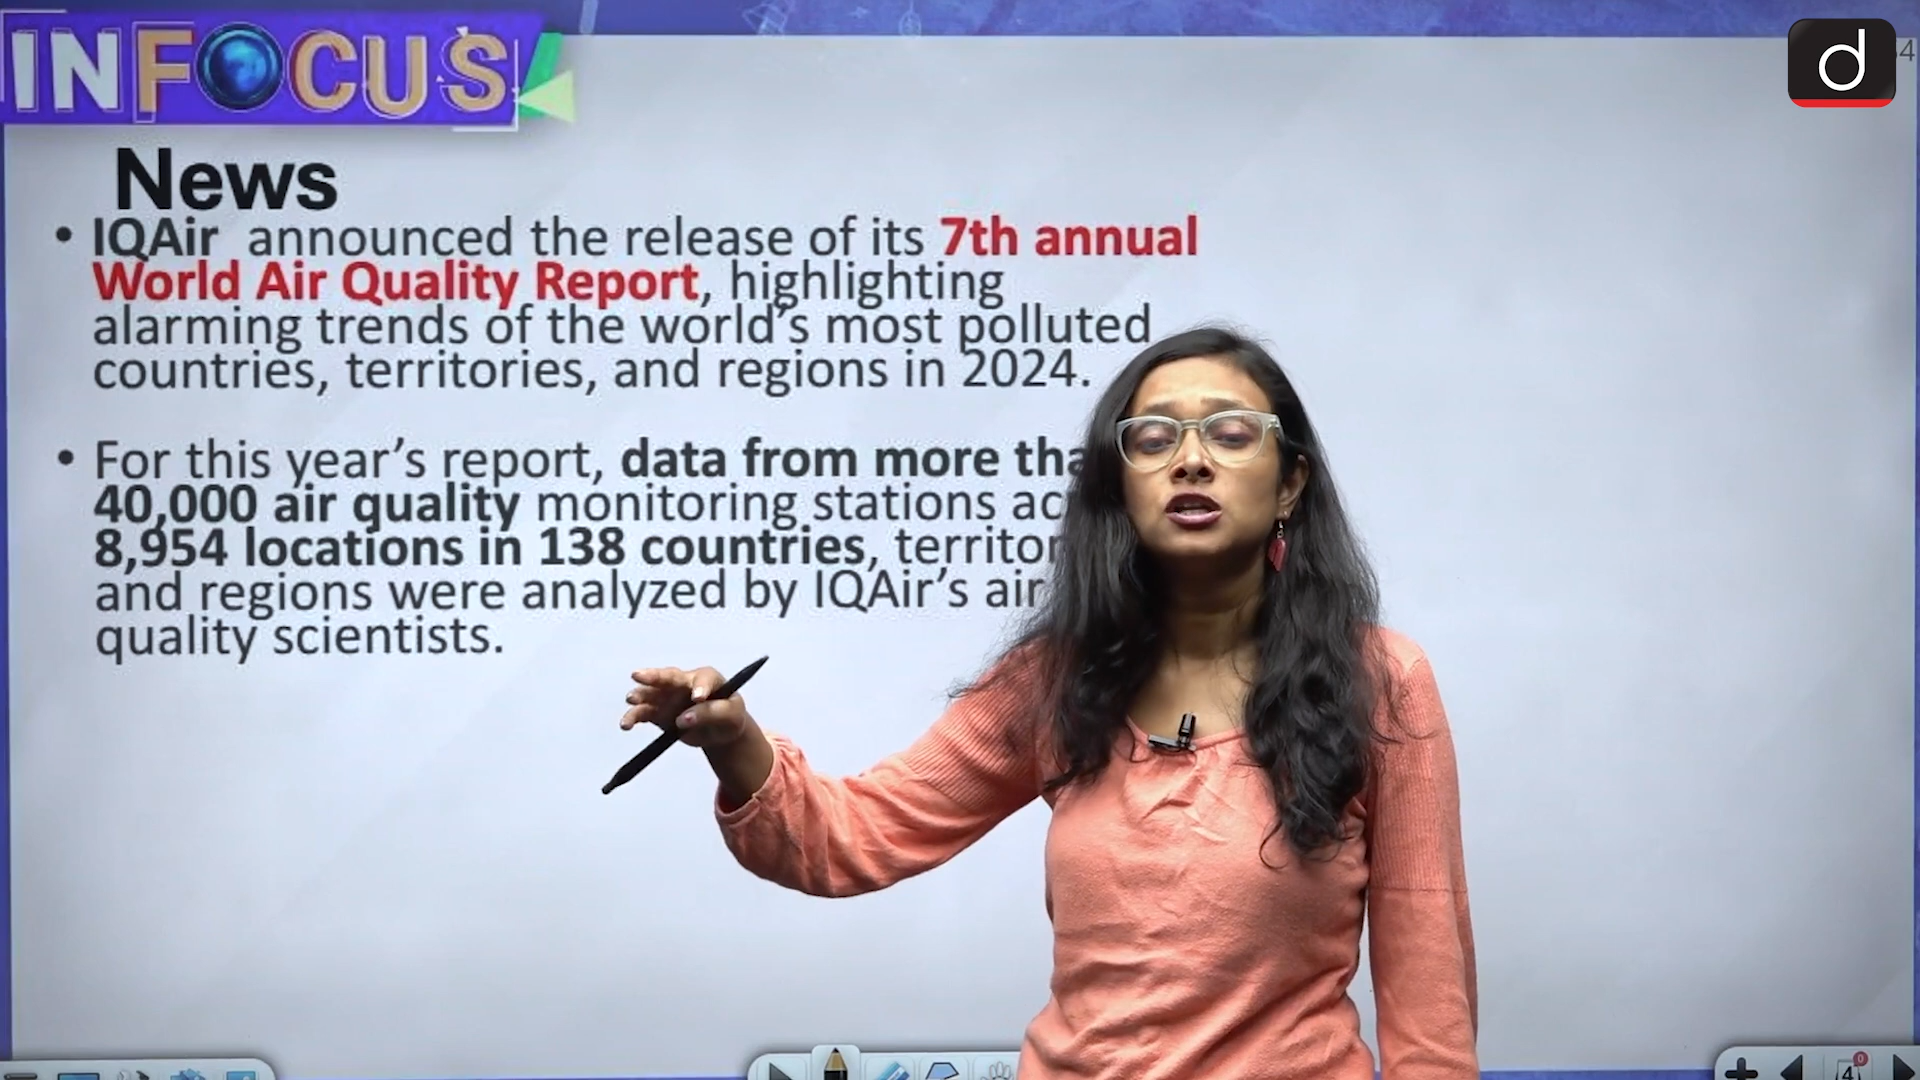 INFOCUS
d
4
News
• IQAir announced the release of its 7th annual
World Air Quality Report, highlighting
alarming trends of the world's most polluted
countries, territories, and regions in 2024.
• For this year's report, data from more tha
40,000 air quality monitoring stations ac
8,954 locations in 138 countries, territor
and regions were analyzed by IQAir's air
quality scientists.
0
4